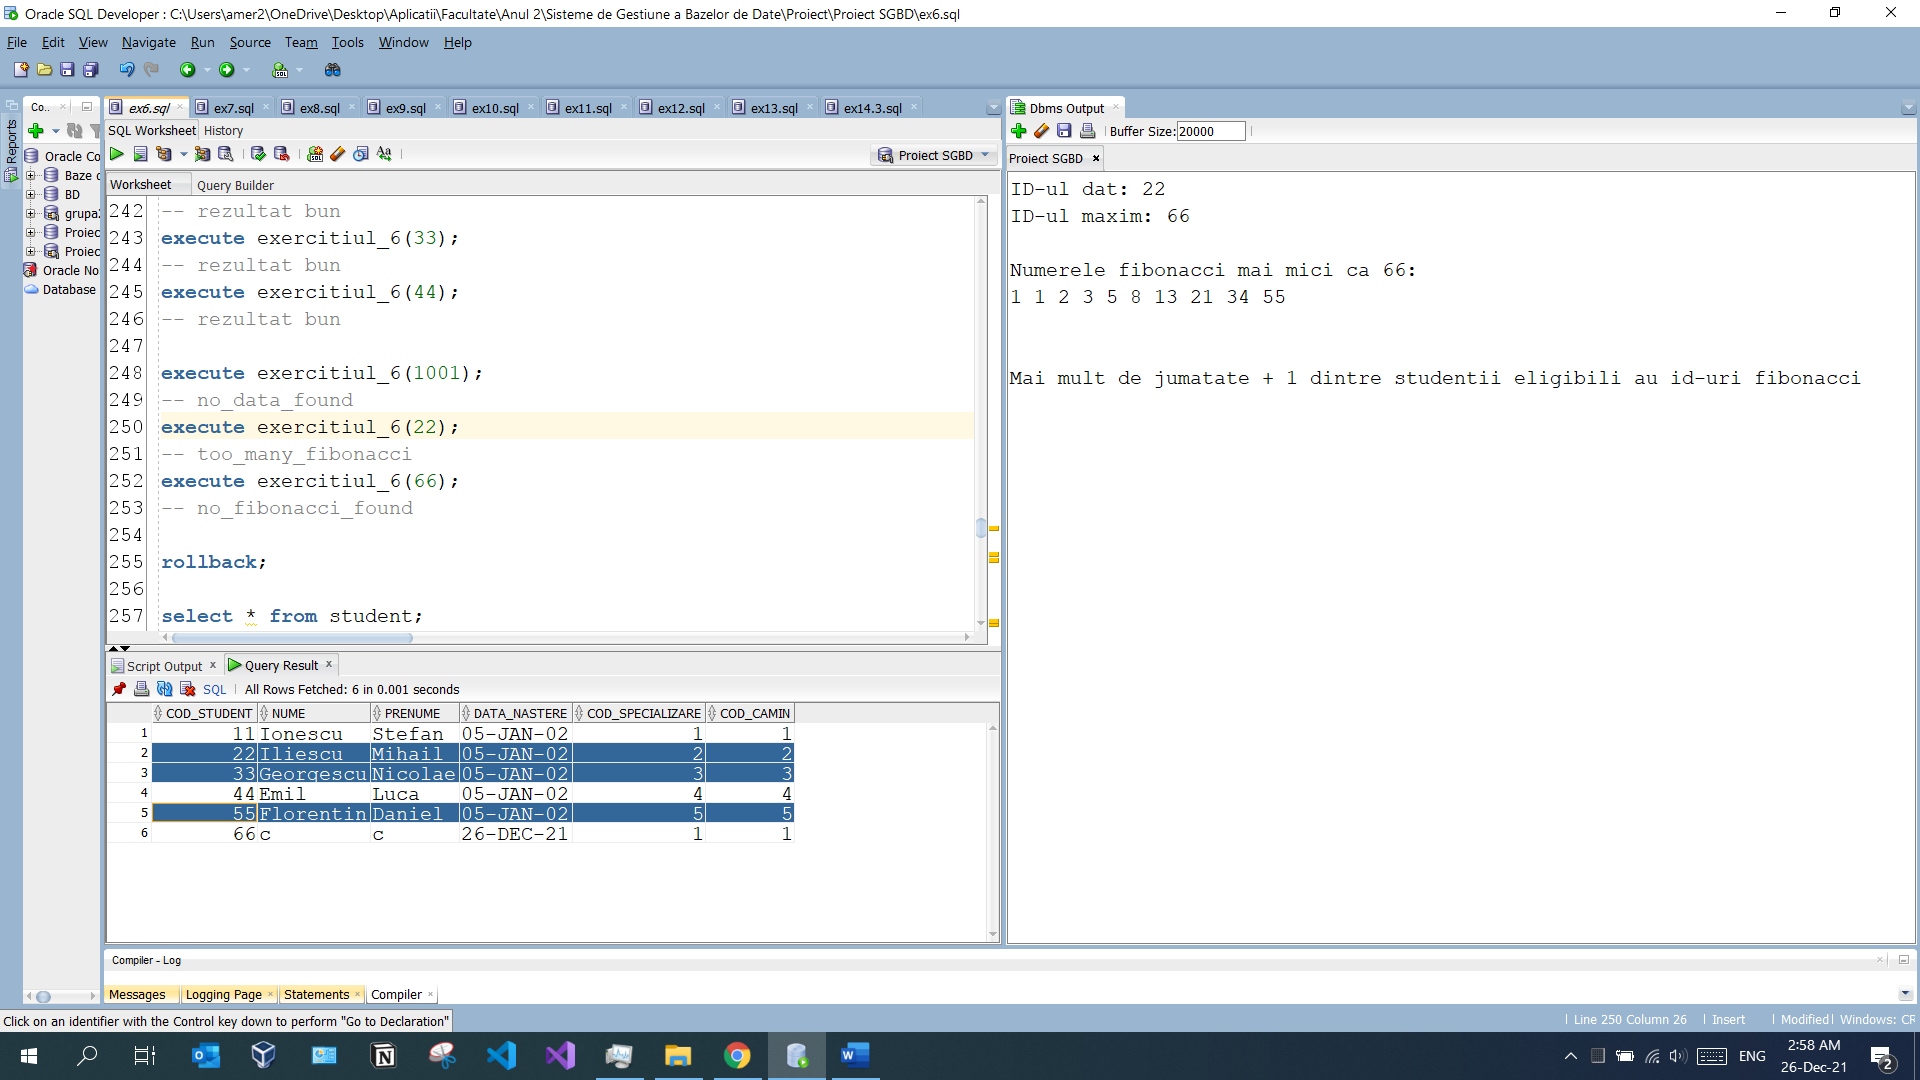 Oracle SQL Developer : C:\Users\amer2\OneDrive\Desktop\Aplicatii\Facultate\Anul 2\Sisteme de Gestiune a Bazelor de Date\Proiect\Proiect SGBD\ex6.sql
File Edit View Navigate Run Source Team Tools Window Help
Reports
Co..
Oracle Co
Baze d
BD
grupa2
Proiec
Proiec
Oracle No
Database
ex6.sql ex7.sql ex8.sql ex9.sql ex10.sql ex11.sql ex12.sql ex13.sql ex14.3.sql
SQL Worksheet History
Proiect SGBD
Worksheet Query Builder
242 -- rezultat bun
243 execute exercitiul_6(33);
244 -- rezultat bun
245 execute exercitiul_6(44);
246 -- rezultat bun
247
248 execute exercitiul_6(1001);
249 -- no_data_found
250 execute exercitiul_6(22);
251 -- too_many_fibonacci
252 execute exercitiul_6(66);
253 -- no_fibonacci_found
254
255 rollback;
256
257 select * from student;
Script Output Query Result
SQL All Rows Fetched: 6 in 0.001 seconds
COD_STUDENT NUME PRENUME DATA_NASTERE COD_SPECIALIZARE COD_CAMIN
1 11 Ionescu Stefan 05-JAN-02 1 1
2 22 Iliescu Mihail 05-JAN-02 2 2
3 33 Georgescu Nicolae 05-JAN-02 3 3
4 44 Emil Luca 05-JAN-02 4 4
5 55 Florentin Daniel 05-JAN-02 5 5
6 66 c c 26-DEC-21 1 1
Dbms Output
Buffer Size: 20000
Proiect SGBD
ID-ul dat: 22
ID-ul maxim: 66
Numerele fibonacci mai mici ca 66:
1 1 2 3 5 8 13 21 34 55
Mai mult de jumatate + 1 dintre studentii eligibili au id-uri fibonacci
Compiler - Log
Messages Logging Page Statements Compiler
Click on an identifier with the Control key down to perform "Go to Declaration"
Line 250 Column 26 Insert Modified Windows: CR
ENG
2:58 AM
26-Dec-21
2